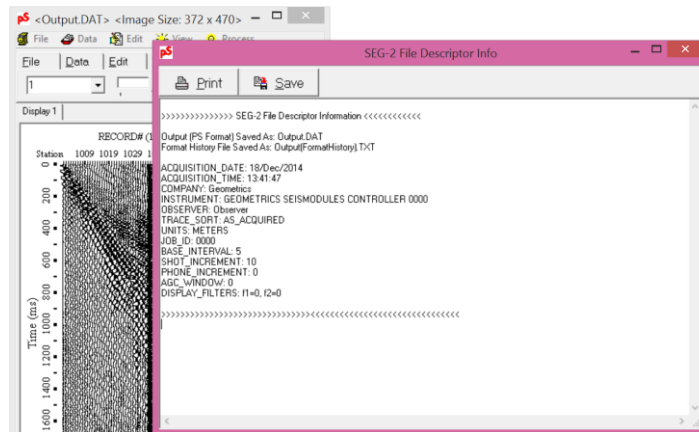 pS <Output.DAT> <Image Size: 372 x 470>
File Data Edit View Process
File Data Edit
1
Display 1
RECORD# (1
Station 1009 1019 1029 1
0
200
400
600
800
1000
1200
1400
1600
Time (ms)
pS SEG-2 File Descriptor Info
Print Save
>>>>>>>>>>>>>>> SEG-2 File Descriptor Information <<<<<<<<<<<<
Output (PS Format) Saved As: Output.DAT
Format History File Saved As: Output(FormatHistory).TXT
ACQUISITION_DATE: 18/Dec/2014
ACQUISITION_TIME: 13:41:47
COMPANY: Geometrics
INSTRUMENT: GEOMETRICS SEISMODULES CONTROLLER 0000
OBSERVER: Observer
TRACE_SORT: AS_ACQUIRED
UNITS: METERS
JOB_ID: 0000
BASE_INTERVAL: 5
SHOT_INCREMENT: 10
PHONE_INCREMENT: 0
AGC_WINDOW: 0
DISPLAY_FILTERS: f1=0, f2=0
>>>>>>>>>>>>>>>>>>>>>>>>>>>>>>><<<<<<<<<<<<<<<<<<<<<<<<<<<<<<<